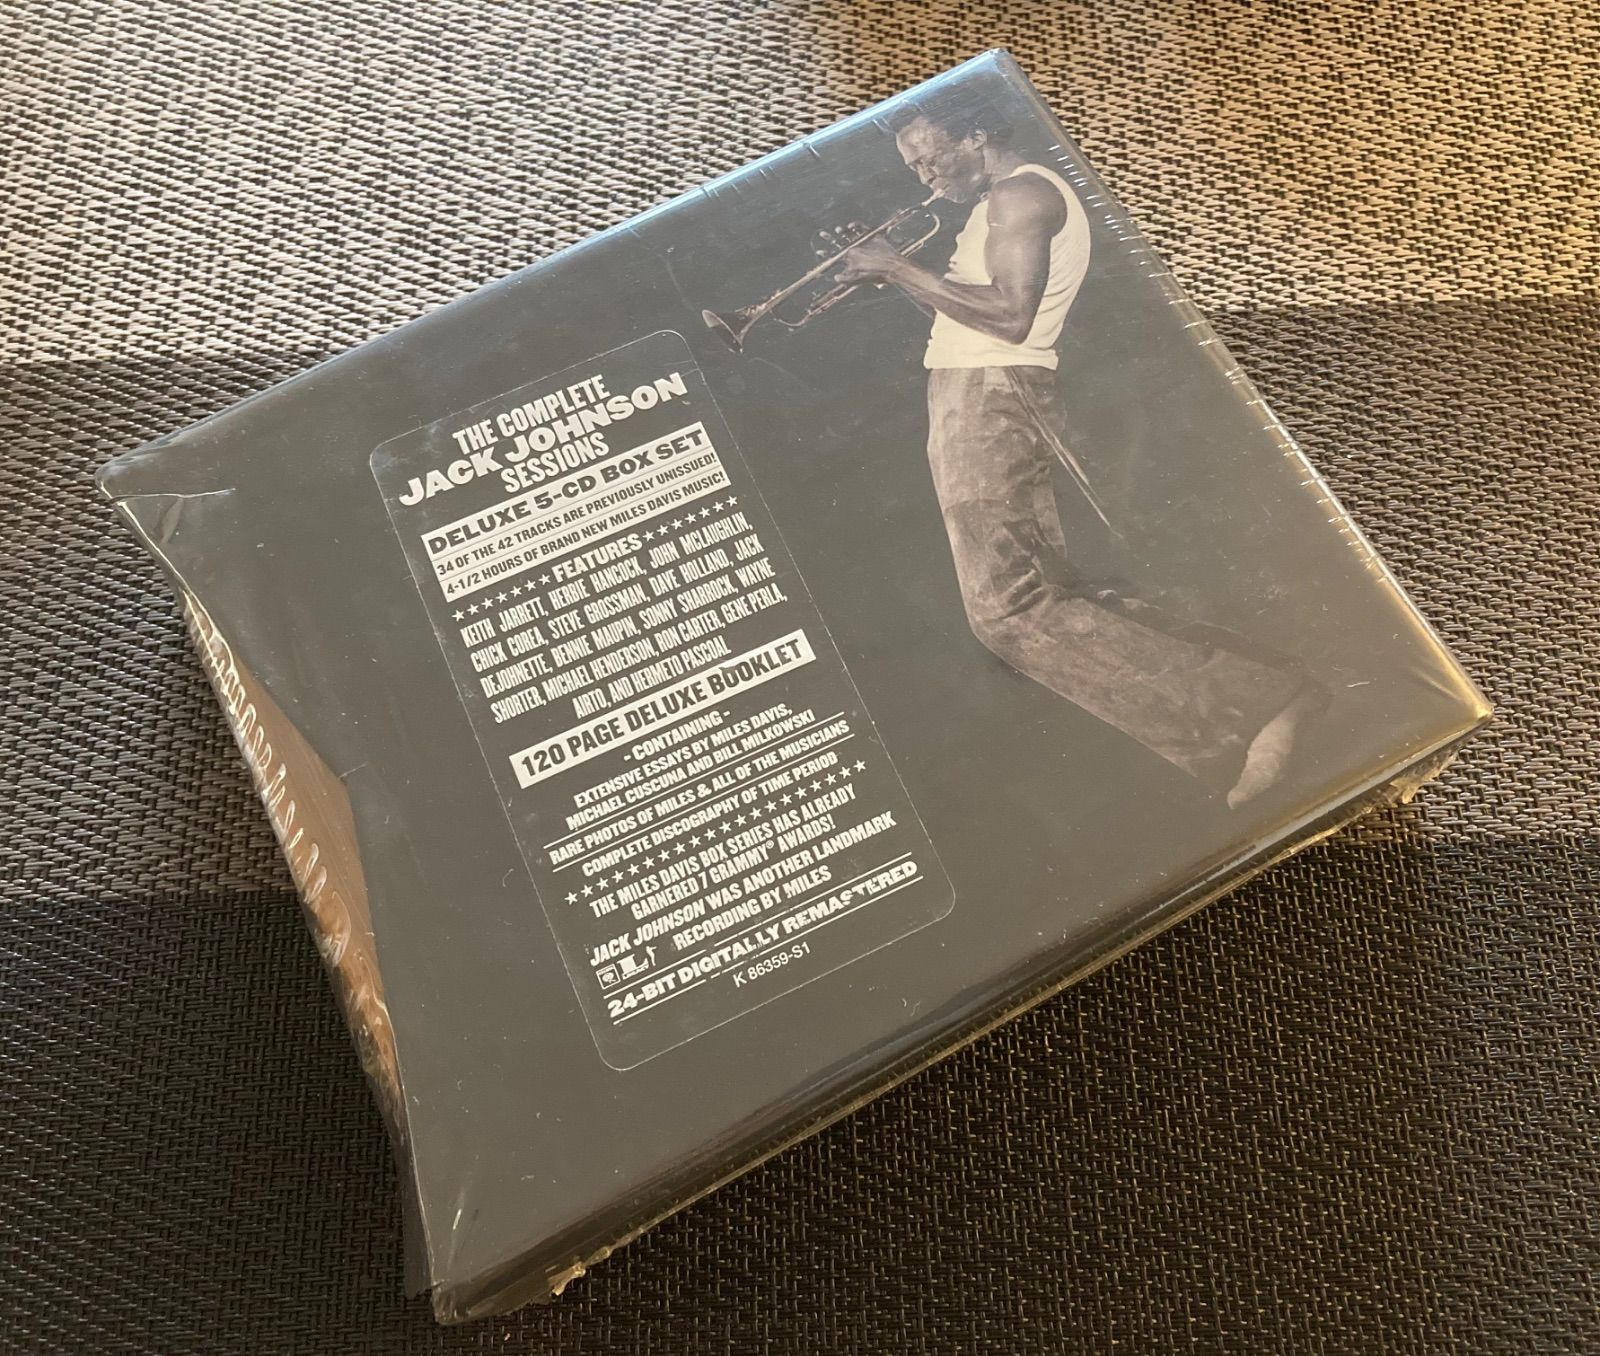 THE COMPLETE
JACK JOHNSON
SESSIONS
DELUXE 5-CD BOX SET
34 OF THE 42 TRACKS ARE PREVIOUSLY UNISSUED!
4-1/2 HOURS OF BRAND NEW MILES DAVIS MUSIC!
★★★★★★★ FEATURES ★★★★★★★
KEITH JARRETT, HERBIE HANCOCK, JOHN MCLAUGHLIN,
CHICK COREA, STEVE GROSSMAN, DAVE HOLLAND, JACK
DEJOHNETTE, BENNIE MAUPIN, SONNY SHARROCK, WAYNE
SHORTER, MICHAEL HENDERSON, RON CARTER, GENE PERLA,
AIRTO, AND HERMETO PASCOAL
120 PAGE DELUXE BOOKLET
- CONTAINING -
EXTENSIVE ESSAYS BY MILES DAVIS,
MICHAEL CUSCUNA AND BILL MILKOWSKI
RARE PHOTOS OF MILES & ALL OF THE MUSICIANS
COMPLETE DISCOGRAPHY OF TIME PERIOD
THE MILES DAVIS BOX SERIES HAS ALREADY
GARNERED 7 GRAMMY® AWARDS!
JACK JOHNSON WAS ANOTHER LANDMARK
RECORDING BY MILES
24-BIT DIGITALLY REMASTERED
K 86359-S1